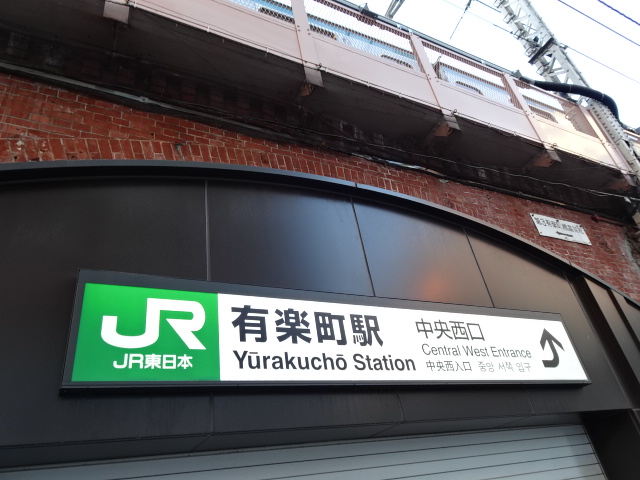 JR
JR東日本
有楽町駅
Yūrakuchō Station
中央西口
Central West Entrance
中央西入口 중앙 서쪽 입구